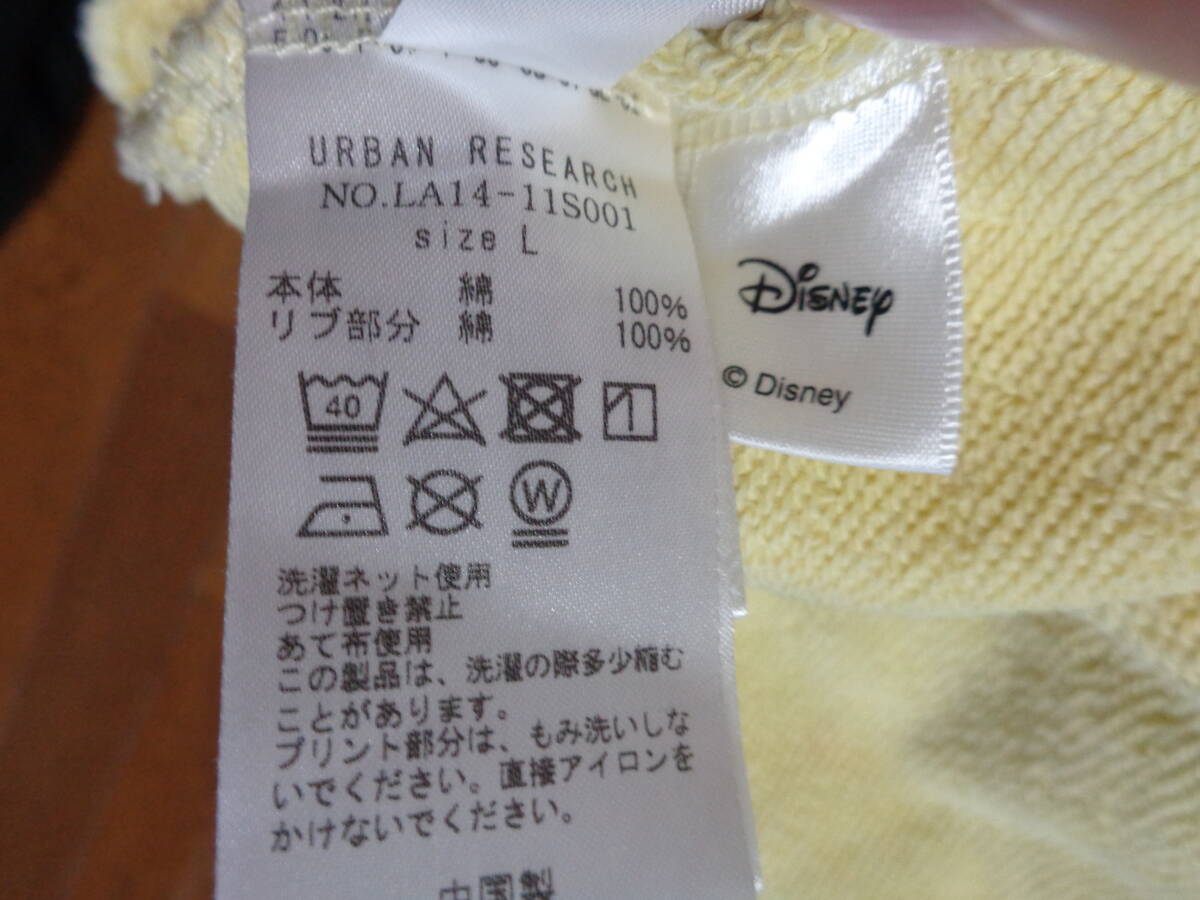 URBAN RESEARCH
NO.LA14-11S001
size L
本体 綿 100%
リブ部分 綿 100%
40
W
洗濯ネット使用
つけ置き禁止
あて布使用
この製品は、洗濯の際多少縮む
ことがあります。
プリント部分は、もみ洗いしな
いでください。直接アイロンを
かけないでください。
中国製
Disney
© Disney